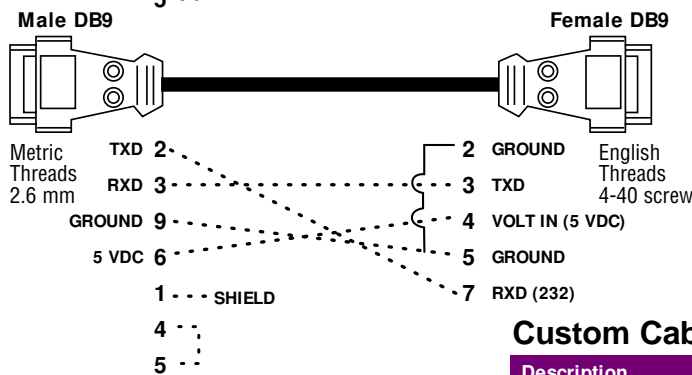 Male DB9
Female DB9
Metric
Threads
2.6 mm
TXD 2
RXD 3
GROUND 9
5 VDC 6
1 SHIELD
4
5
2 GROUND
3 TXD
4 VOLT IN (5 VDC)
5 GROUND
7 RXD (232)
English
Threads
4-40 screw
Custom
Description